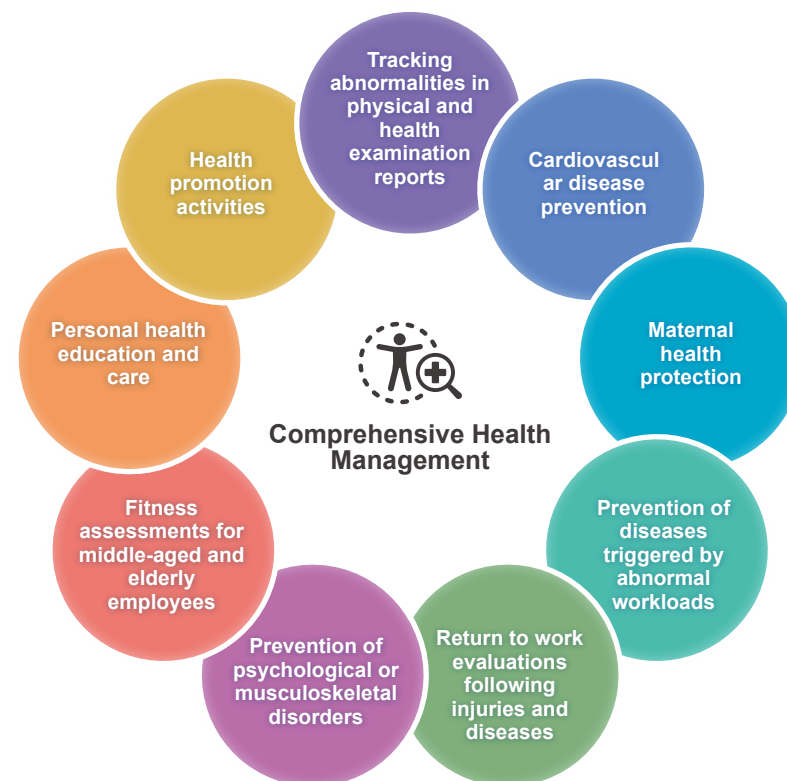 Tracking
abnormalities in
physical and
health
examination
reports
Cardiovascul
ar disease
prevention
Maternal
health
protection
Prevention of
diseases
triggered by
abnormal
workloads
Return to work
evaluations
following
injuries and
diseases
Prevention of
psychological or
musculoskeletal
disorders
Fitness
assessments for
middle-aged and
elderly
employees
Personal health
education and
care
Health
promotion
activities
Comprehensive Health
Management